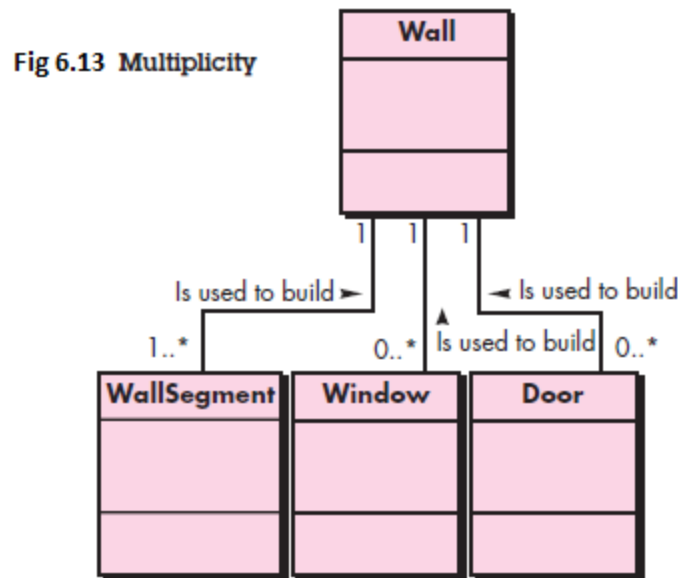 Wall
Fig 6.13 Multiplicity
1 1 1
Is used to build ► ◄ Is used to build
▲
1..* 0..* Is used to build 0..*
WallSegment Window Door